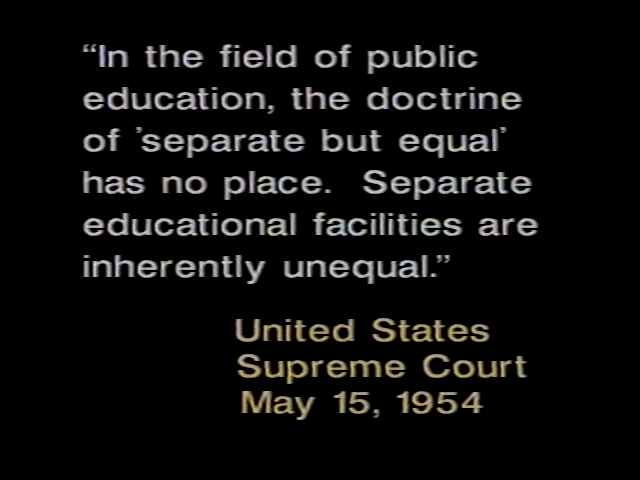 “In the field of public
education, the doctrine
of 'separate but equal'
has no place.  Separate
educational facilities are
inherently unequal.”
United States
Supreme Court
May 15, 1954